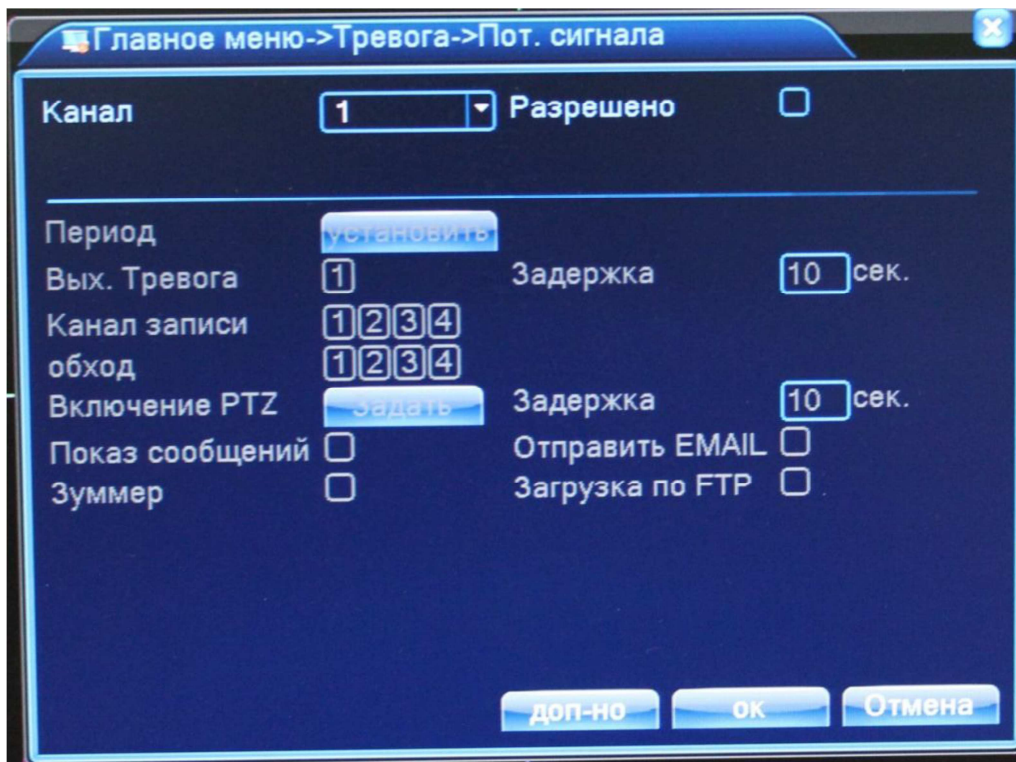 Главное меню->Тревога->Пот. сигнала
Канал 1 Разрешено
Период установить
Вых. Тревога 1 Задержка 10 сек.
Канал записи 1 2 3 4
обход 1 2 3 4
Включение PTZ Задать Задержка 10 сек.
Показ сообщений Отправить EMAIL
Зуммер Загрузка по FTP
доп-но ок Отмена